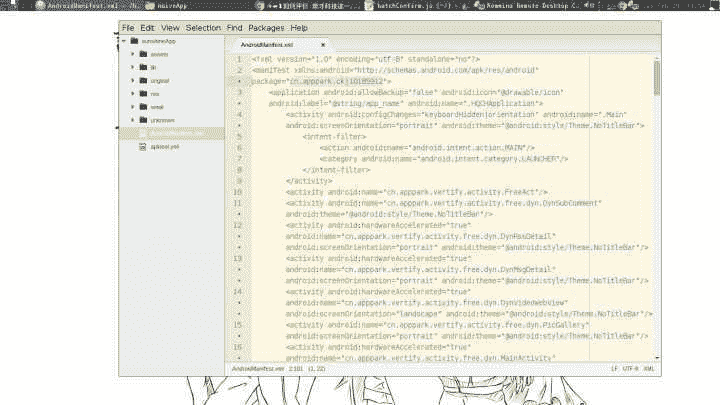 AndroidManifest.xml
batchConfirm.js
Remmina Remote Desktop
File Edit View Selection Find Packages Help
sunshineApp
assets
lib
original
res
smali
unknown
AndroidManifest.xml
apktool.yml
AndroidManifest.xml
1 <?xml version="1.0" encoding="utf-8" standalone="no"?>
2 <manifest xmlns:android="http://schemas.android.com/apk/res/android"
package="cn.apppark.
3 <application android:allowBackup="false" android:icon="@drawable/icon"
android:label="@string/app_name" android:name=".HQCHApplication">
4 <activity android:configChanges="keyboardHidden|orientation" android:name=".Main"
android:screenOrientation="portrait" android:theme="@android:style/Theme.NoTitleBar">
5 <intent-filter>
6 <action android:name="android.intent.action.MAIN"/>
7 <category android:name="android.intent.category.LAUNCHER"/>
8 </intent-filter>
9 </activity>
10 <activity android:name="cn.apppark.vertify.activity.FreeAct"/>
11 <activity android:name="cn.apppark.vertify.activity.free.dyn.DynSubComment"
android:theme="@android:style/Theme.NoTitleBar"/>
12 <activity android:hardwareAccelerated="true"
android:name="cn.apppark.vertify.activity.free.dyn.DynRssDetail"
android:screenOrientation="portrait" android:theme="@android:style/Theme.NoTitleBar"/>
13 <activity android:hardwareAccelerated="true"
android:name="cn.apppark.vertify.activity.free.dyn.DynMsgDetail"
android:screenOrientation="portrait" android:theme="@android:style/Theme.NoTitleBar"/>
14 <activity android:hardwareAccelerated="true"
android:name="cn.apppark.vertify.activity.free.dyn.DynVideoWebView"
android:screenOrientation="landscape" android:theme="@android:style/Theme.NoTitleBar"/>
15 <activity android:name="cn.apppark.vertify.activity.free.dyn.PicGallery"
android:screenOrientation="portrait" android:theme="@android:style/Theme.NoTitleBar"/>
16 <activity android:hardwareAccelerated="true"
android:name="cn.apppark.vertify.activity.free.dyn.MainActivity"
AndroidManifest.xml 2:101 (1, 22) LF UTF-8 XML